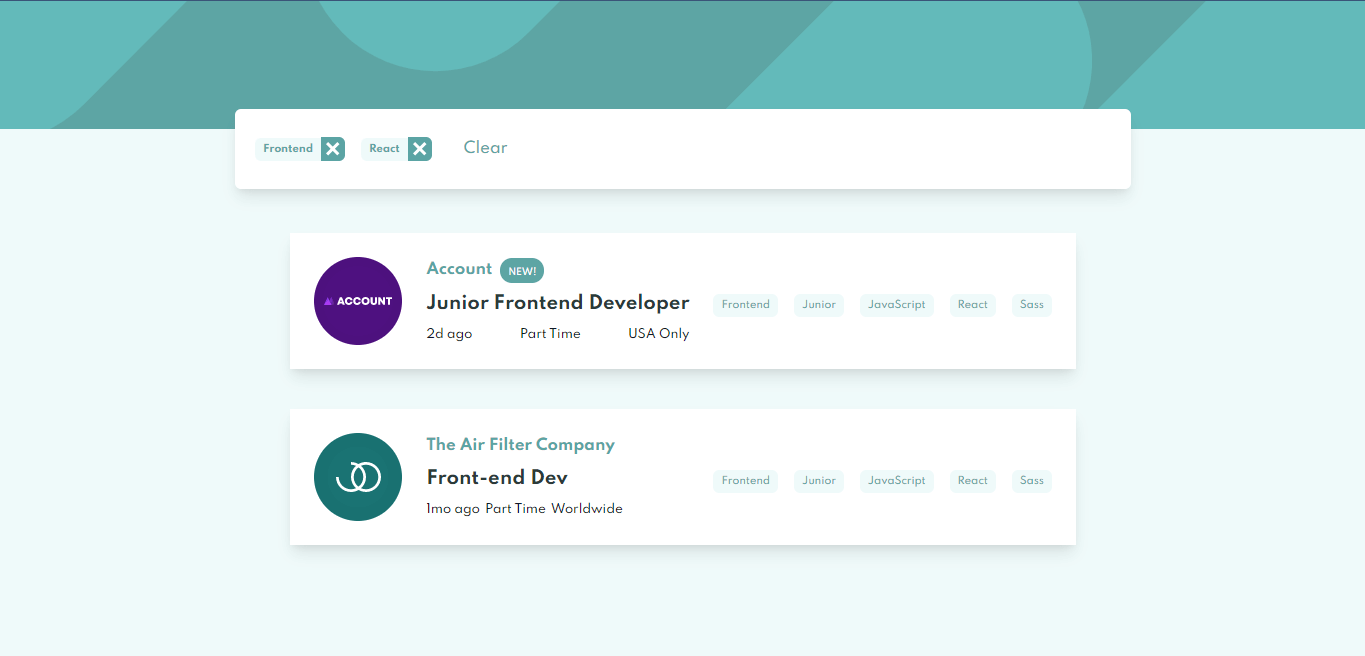 Frontend React Clear
Account NEW!
ACCOUNT
Junior Frontend Developer
Frontend Junior JavaScript React Sass
2d ago Part Time USA Only
The Air Filter Company
Front-end Dev
Frontend Junior JavaScript React Sass
1mo ago Part Time Worldwide